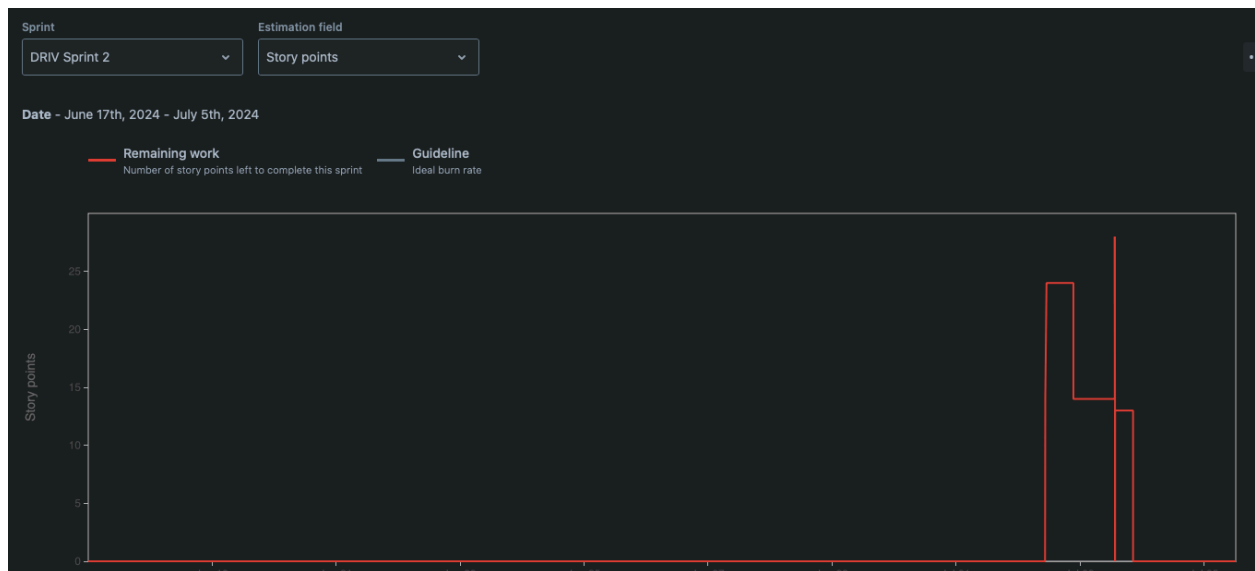 Sprint
Estimation field
DRIV Sprint 2
Story points
Date - June 17th, 2024 - July 5th, 2024
Remaining work
Number of story points left to complete this sprint
Guideline
Ideal burn rate
25
20
15
10
5
0
Story points